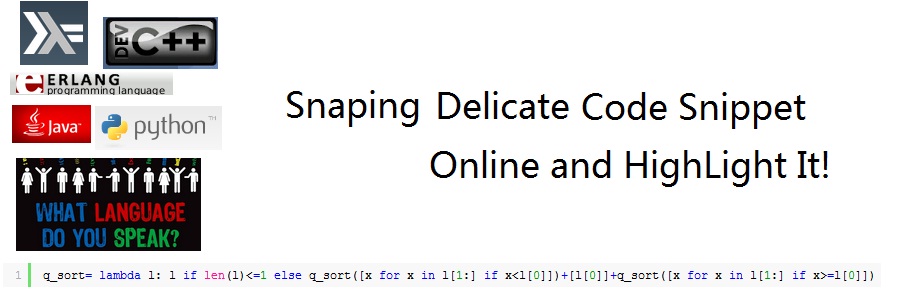 DEV C++
ERLANG
programming language
Java™
python™
WHAT LANGUAGE
DO YOU SPEAK?
Snaping Delicate Code Snippet
Online and HighLight It!
1 q_sort= lambda l: l if len(l)<=1 else q_sort([x for x in l[1:] if x<l[0]])+[l[0]]+q_sort([x for x in l[1:] if x>=l[0]])